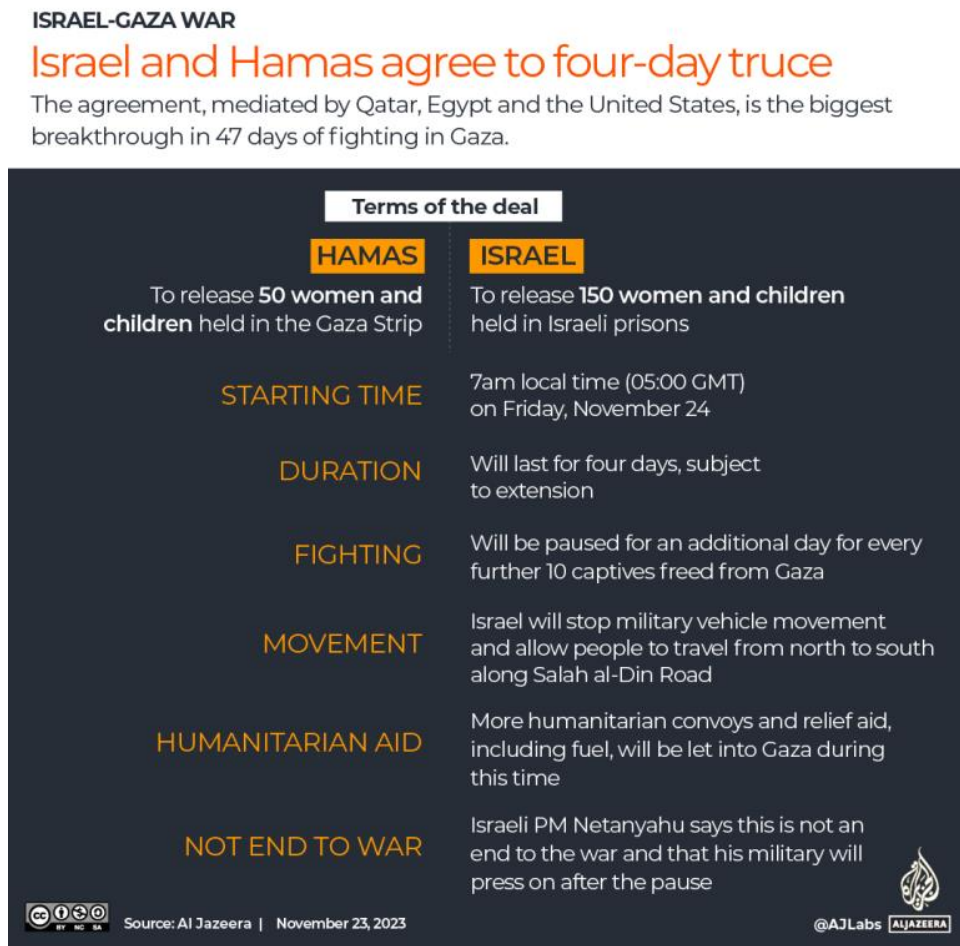 ISRAEL-GAZA WAR
Israel and Hamas agree to four-day truce
The agreement, mediated by Qatar, Egypt and the United States, is the biggest
breakthrough in 47 days of fighting in Gaza.
Terms of the deal
HAMAS
To release 50 women and
children held in the Gaza Strip
ISRAEL
To release 150 women and children
held in Israeli prisons
STARTING TIME
7am local time (05:00 GMT)
on Friday, November 24
DURATION
Will last for four days, subject
to extension
FIGHTING
Will be paused for an additional day for every
further 10 captives freed from Gaza
MOVEMENT
Israel will stop military vehicle movement
and allow people to travel from north to south
along Salah al-Din Road
HUMANITARIAN AID
More humanitarian convoys and relief aid,
including fuel, will be let into Gaza during
this time
NOT END TO WAR
Israeli PM Netanyahu says this is not an
end to the war and that his military will
press on after the pause
cc
BY NC SA
Source: Al Jazeera | November 23, 2023
@AJLabs
ALJAZEERA